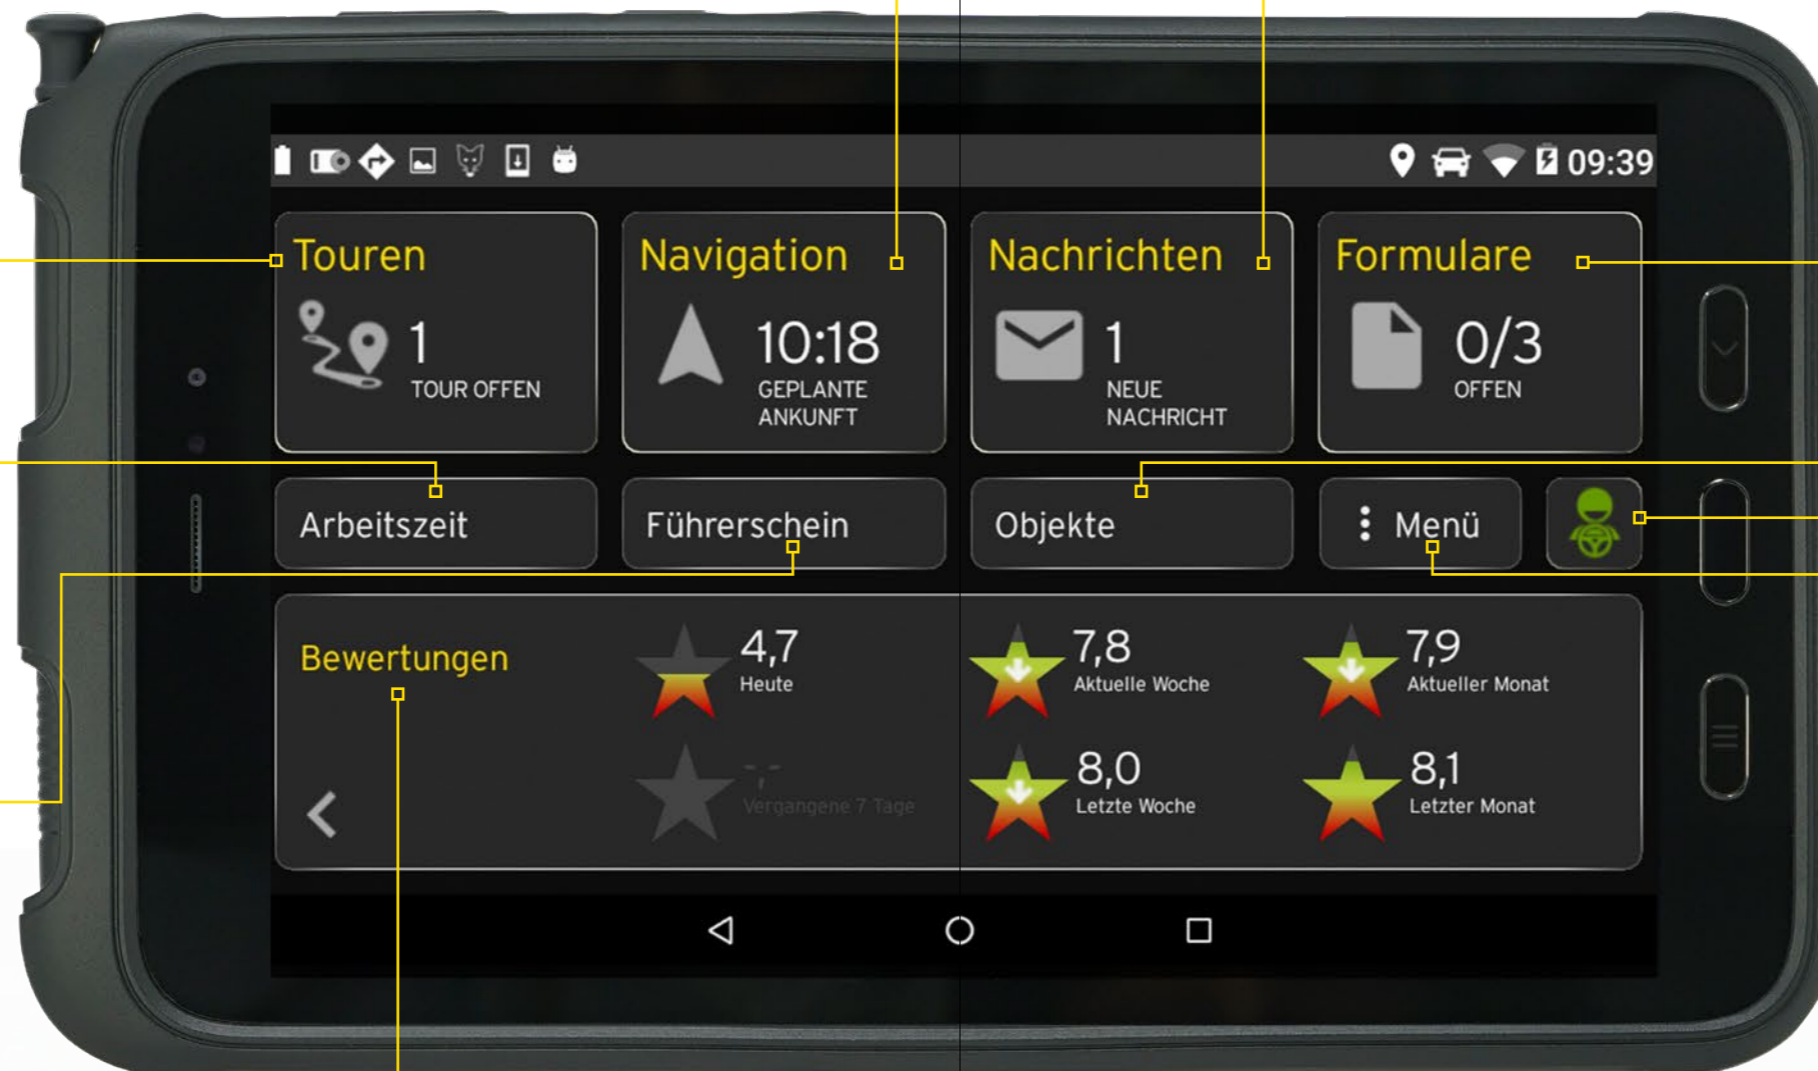 09:39
Touren
1
TOUR OFFEN
Navigation
10:18
GEPLANTE
ANKUNFT
Nachrichten
1
NEUE
NACHRICHT
Formulare
0/3
OFFEN
Arbeitszeit
Führerschein
Objekte
Menü
Bewertungen
4,7
Heute
7,8
Aktuelle Woche
7,9
Aktueller Monat
-,-
Vergangene 7 Tage
8,0
Letzte Woche
8,1
Letzter Monat